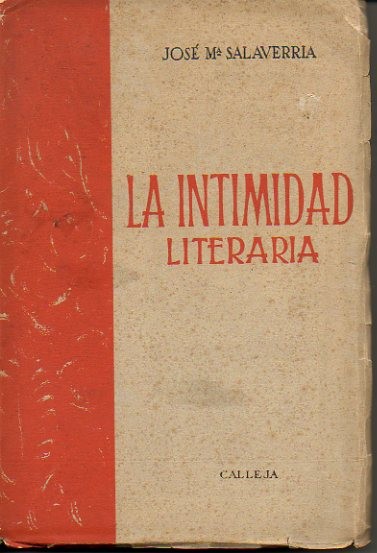 JOSÉ Mª SALAVERRIA
LA INTIMIDAD
LITERARIA
CALLEJA